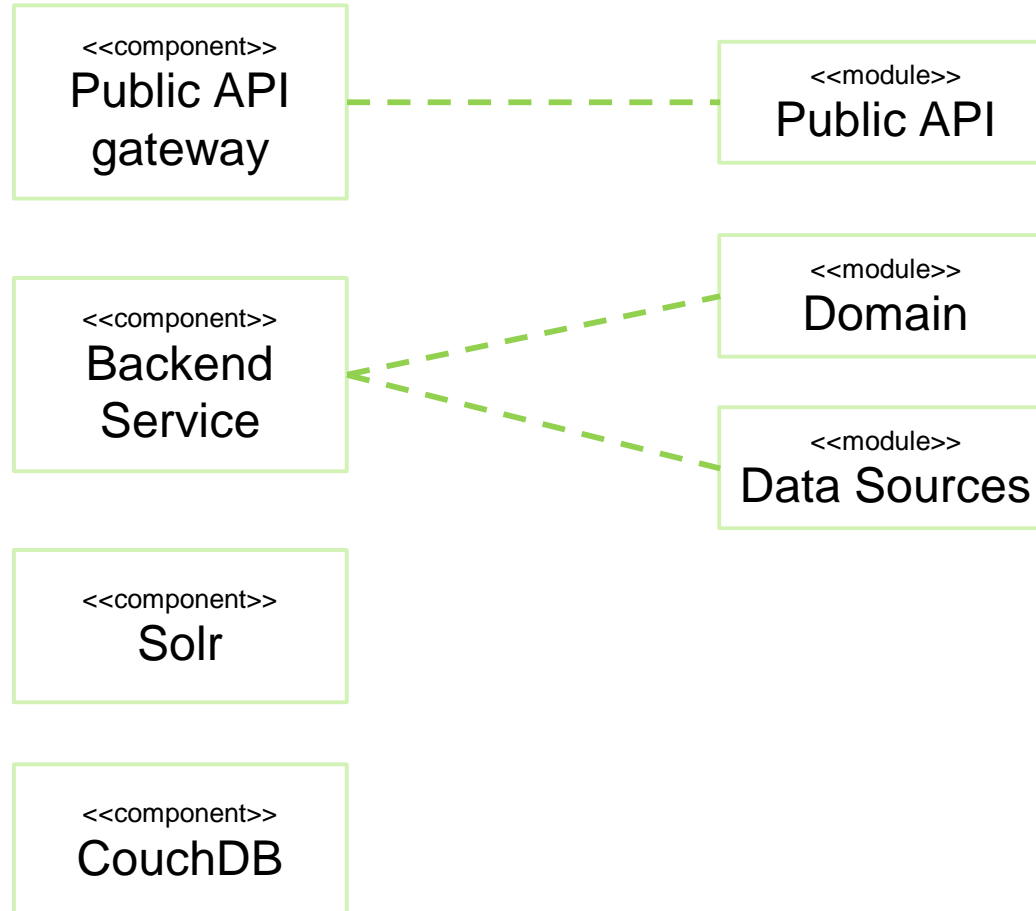 <<component>>
Public API
gateway
<<module>>
Public API
<<component>>
Backend
Service
<<module>>
Domain
<<module>>
Data Sources
<<component>>
Solr
<<component>>
CouchDB